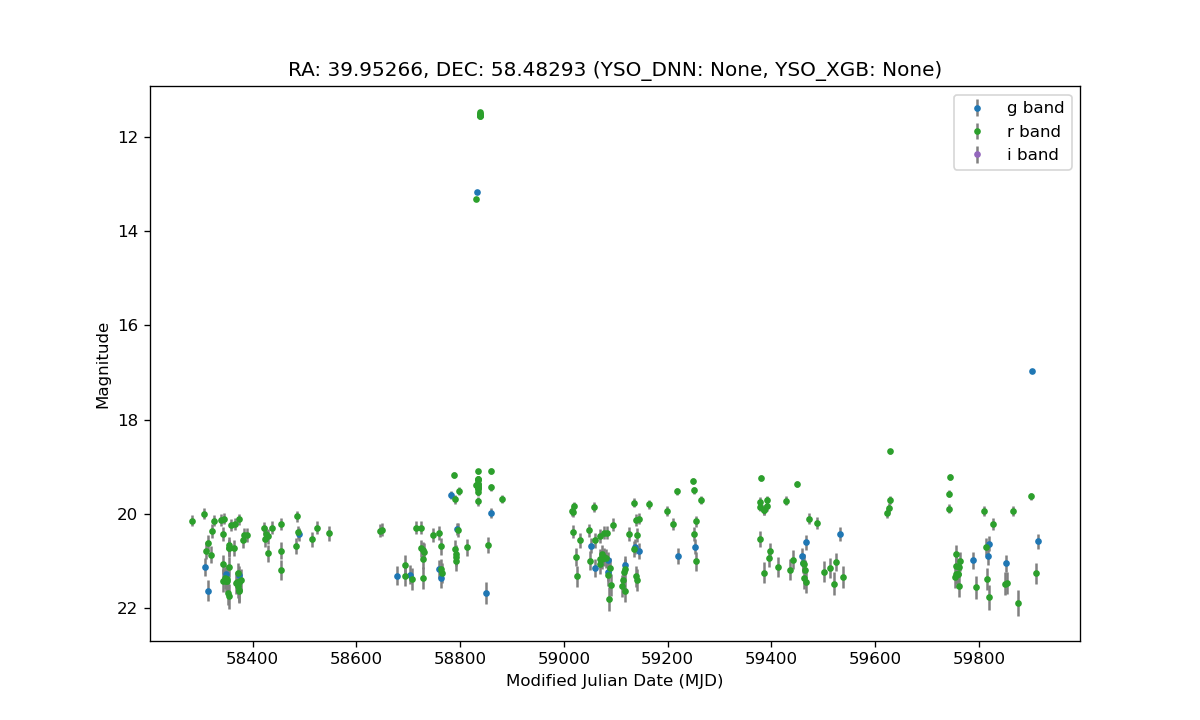 RA: 39.95266, DEC: 58.48293 (YSO_DNN: None, YSO_XGB: None)
g band
r band
i band
12
14
16
18
20
22
Magnitude
58400 58600 58800 59000 59200 59400 59600 59800
Modified Julian Date (MJD)